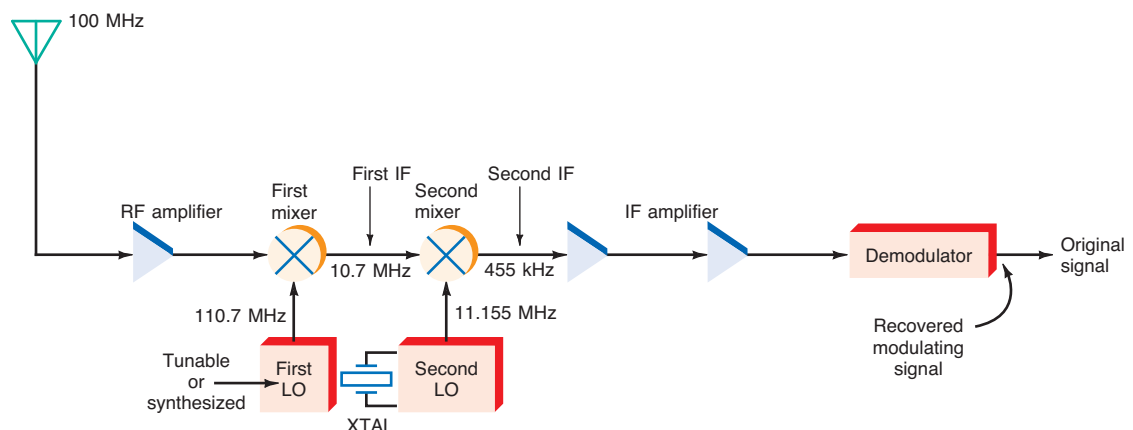 100 MHz
RF amplifier
First
mixer
First IF
Second
mixer
Second IF
IF amplifier
10.7 MHz
455 kHz
Demodulator
Original
signal
110.7 MHz
11.155 MHz
Recovered
modulating
signal
Tunable
or
synthesized
First
LO
Second
LO
XTAL